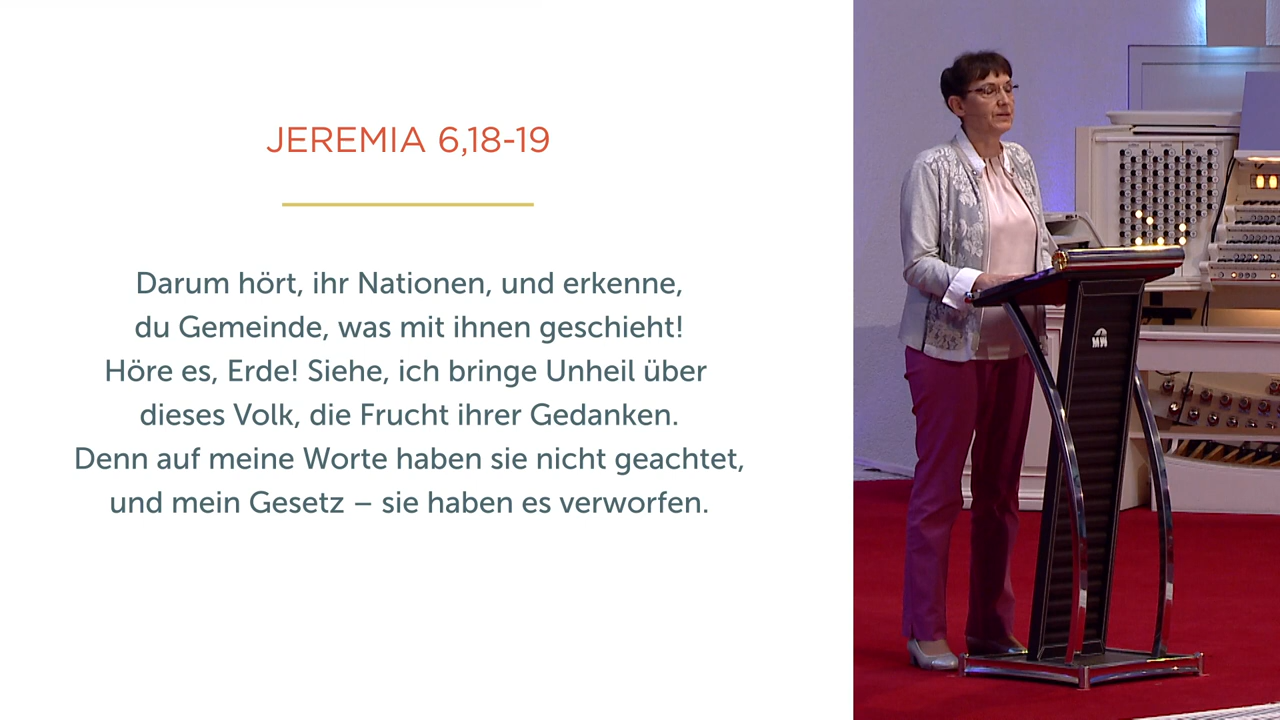 JEREMIA 6,18-19
Darum hört, ihr Nationen, und erkenne,
du Gemeinde, was mit ihnen geschieht!
Höre es, Erde! Siehe, ich bringe Unheil über
dieses Volk, die Frucht ihrer Gedanken.
Denn auf meine Worte haben sie nicht geachtet,
und mein Gesetz – sie haben es verworfen.
MW